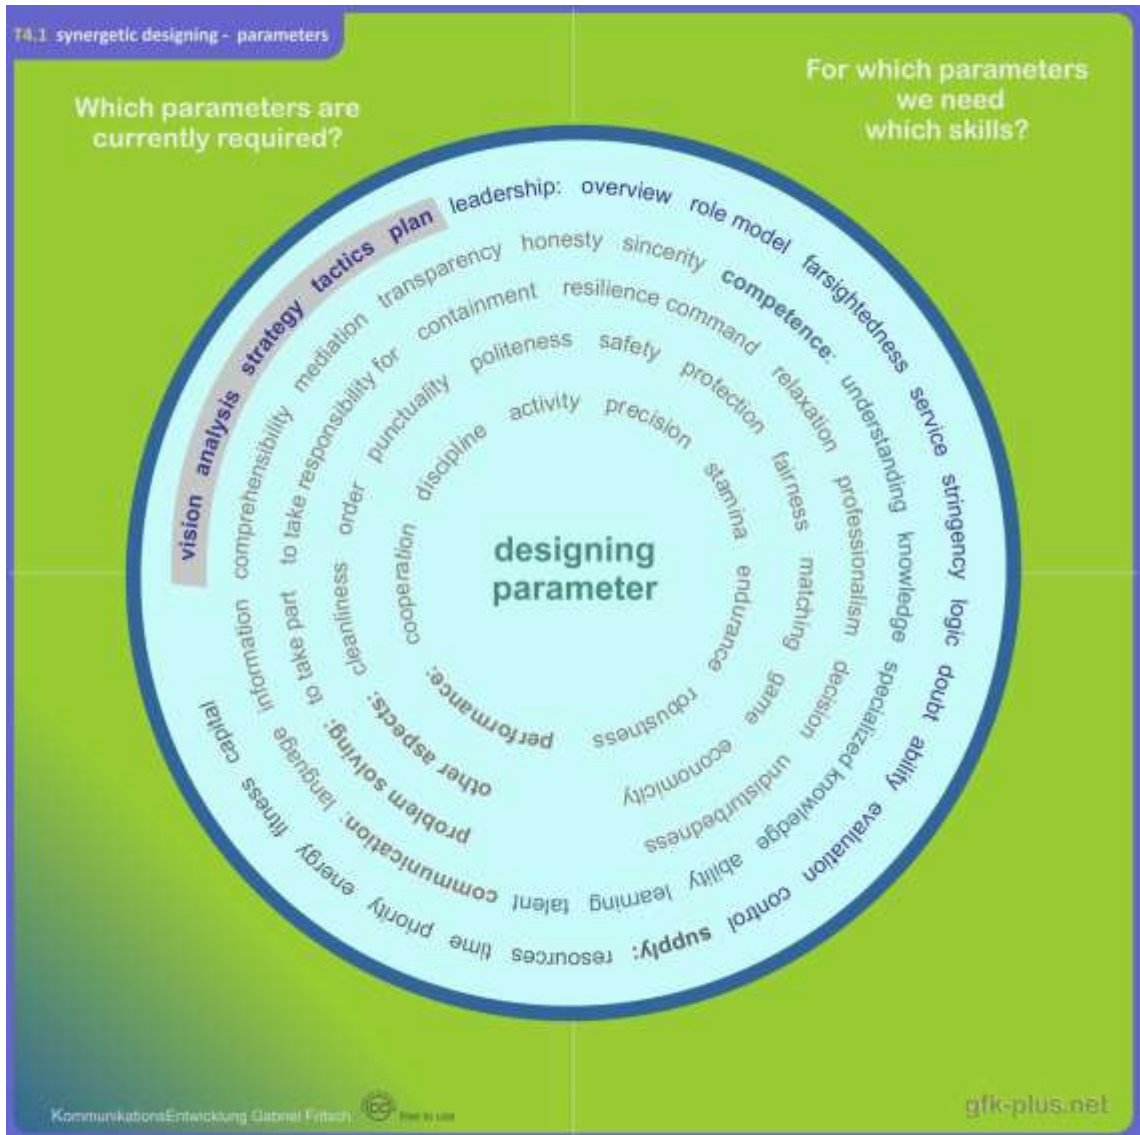 T4.1 synergetic designing - parameters
Which parameters are
currently required?
For which parameters
we need
which skills?
vision analysis strategy tactics plan
leadership: overview role model farsightedness service stringency logic doubt ability evaluation control
supply: resources time priority energy fitness capital
communication: language information comprehensibility mediation transparency honesty sincerity
competence: understanding knowledge specialized knowledge ability learning talent
problem solving: to take part to take responsibility for containment resilience command relaxation professionalism decision undisturbedness
other aspects: cleanliness order punctuality politeness safety protection fairness matching game economicity
performance: cooperation discipline activity precision stamina endurance robustness
designing
parameter
KommunikationsEntwicklung Gabriel Fritsch
cc
free to use
gfk-plus.net